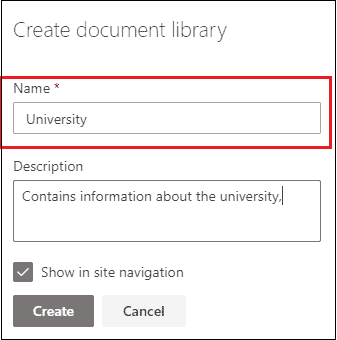 Create document library
Name *
University
Description
Contains information about the university,
Show in site navigation
Create
Cancel